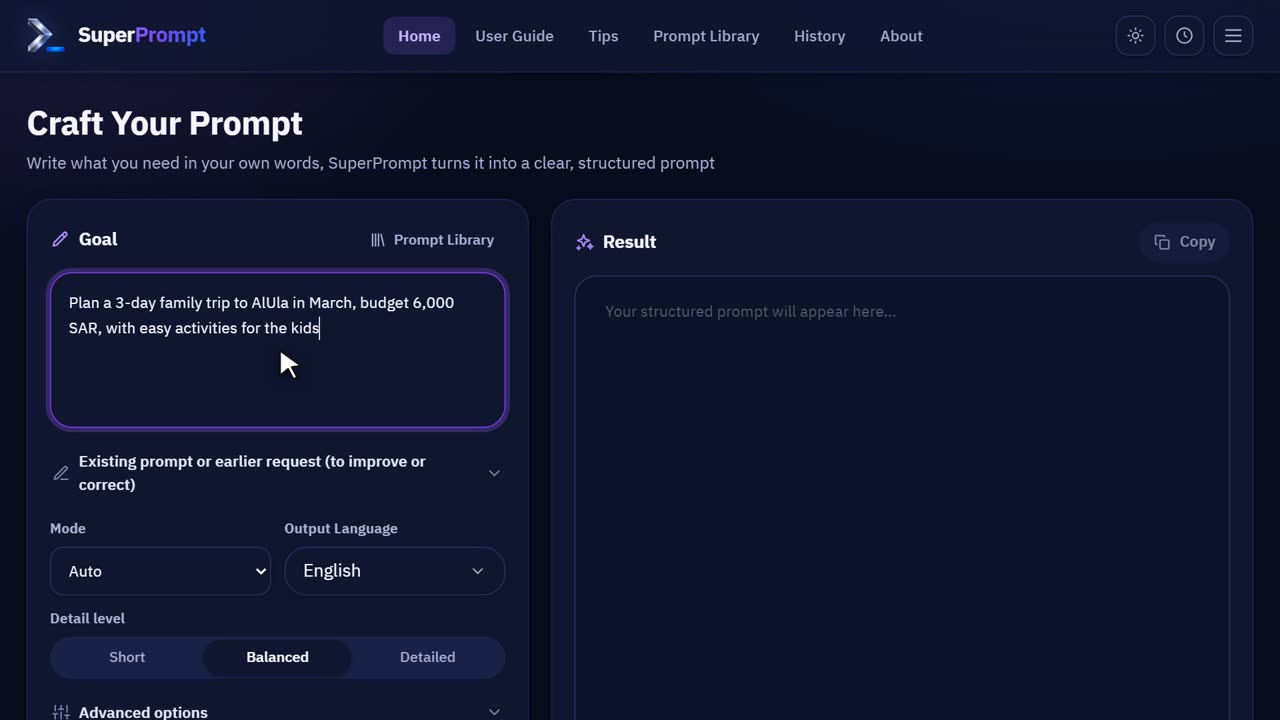 SuperPrompt
Home
User Guide
Tips
Prompt Library
History
About
Craft Your Prompt
Write what you need in your own words, SuperPrompt turns it into a clear, structured prompt
Goal
Prompt Library
Plan a 3-day family trip to AlUla in March, budget 6,000
SAR, with easy activities for the kids
Existing prompt or earlier request (to improve or
correct)
Mode
Output Language
Auto
English
Detail level
Short
Balanced
Detailed
Advanced options
Result
Copy
Your structured prompt will appear here...